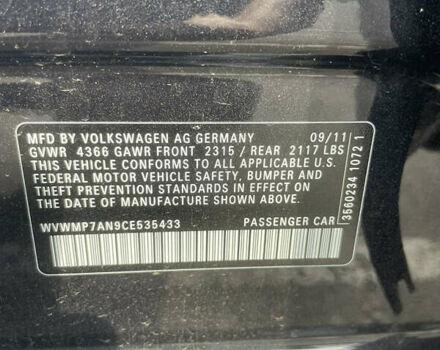 MFD BY VOLKSWAGEN AG GERMANY 09/11
GVWR 4366 GAWR FRONT 2315/ REAR 2117 LBS
THIS VEHICLE CONFORMS TO ALL APPLICABLE U.S.
FEDERAL MOTOR VEHICLE SAFETY, BUMPER AND
THEFT PREVENTION STANDARDS IN EFFECT ON
THE DATE OF MANUFACTURE SHOWN ABOVE.
WVWMP7AN9CE535433 PASSENGER CAR
3560234 1072 1